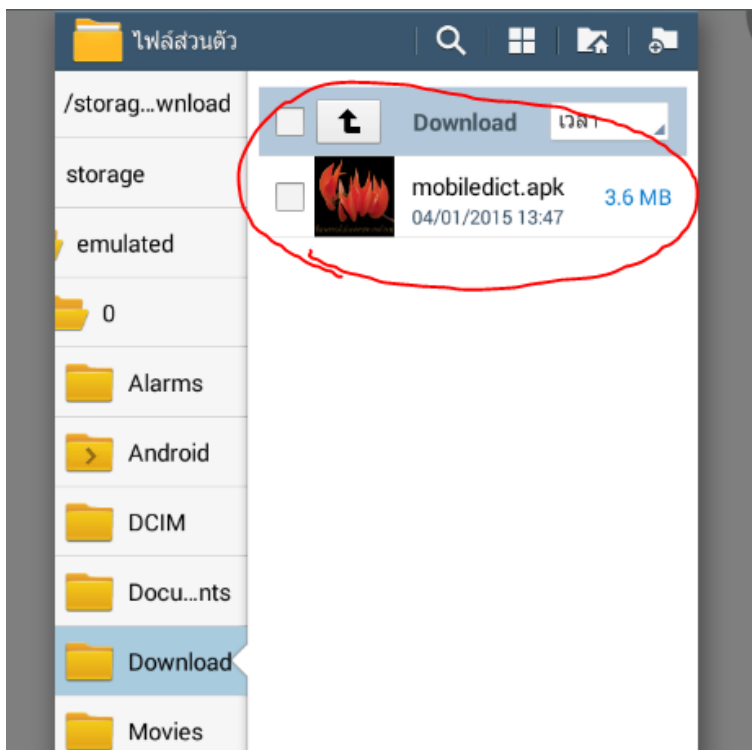 ไฟล์ส่วนตัว
/storag...wnload
storage
emulated
0
Alarms
Android
DCIM
Docu...nts
Download
Movies
Download
เวลา
mobiledict.apk
04/01/2015 13:47
3.6 MB